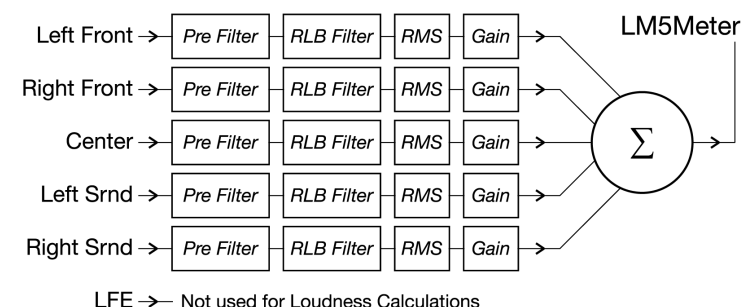 LM5Meter
Left Front Pre Filter RLB Filter RMS Gain
Right Front Pre Filter RLB Filter RMS Gain
Center Pre Filter RLB Filter RMS Gain Σ
Left Srnd Pre Filter RLB Filter RMS Gain
Right Srnd Pre Filter RLB Filter RMS Gain
LFE Not used for Loudness Calculations